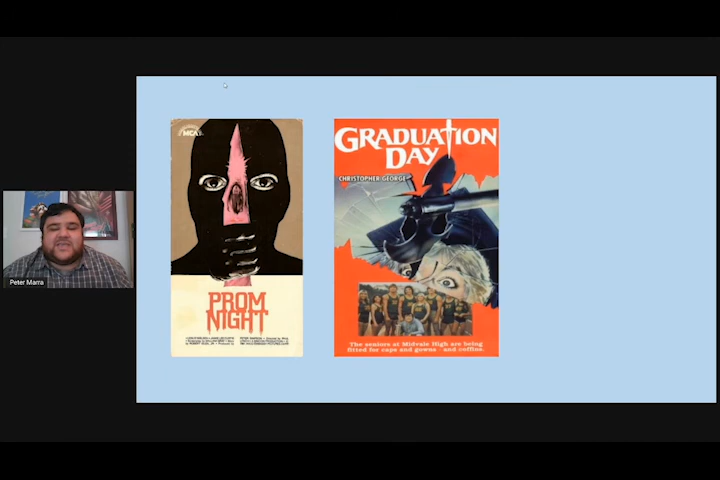 MCA
PROM
NIGHT
GRADUATION
DAY
CHRISTOPHER GEORGE
The seniors at Midvale High are being
fitted for caps and gowns—and coffins.
Peter Marra